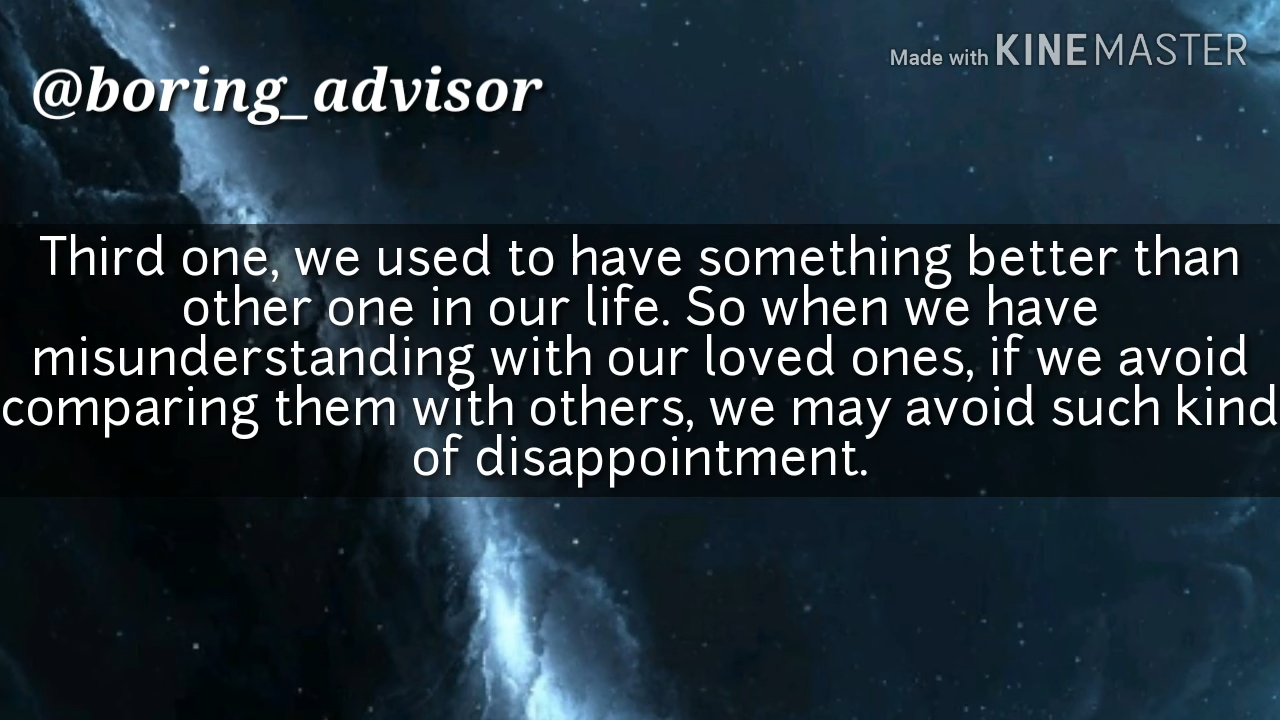 Made with KINEMASTER
@boring_advisor
Third one, we used to have something better than
other one in our life. So when we have
misunderstanding with our loved ones, if we avoid
comparing them with others, we may avoid such kind
of disappointment.